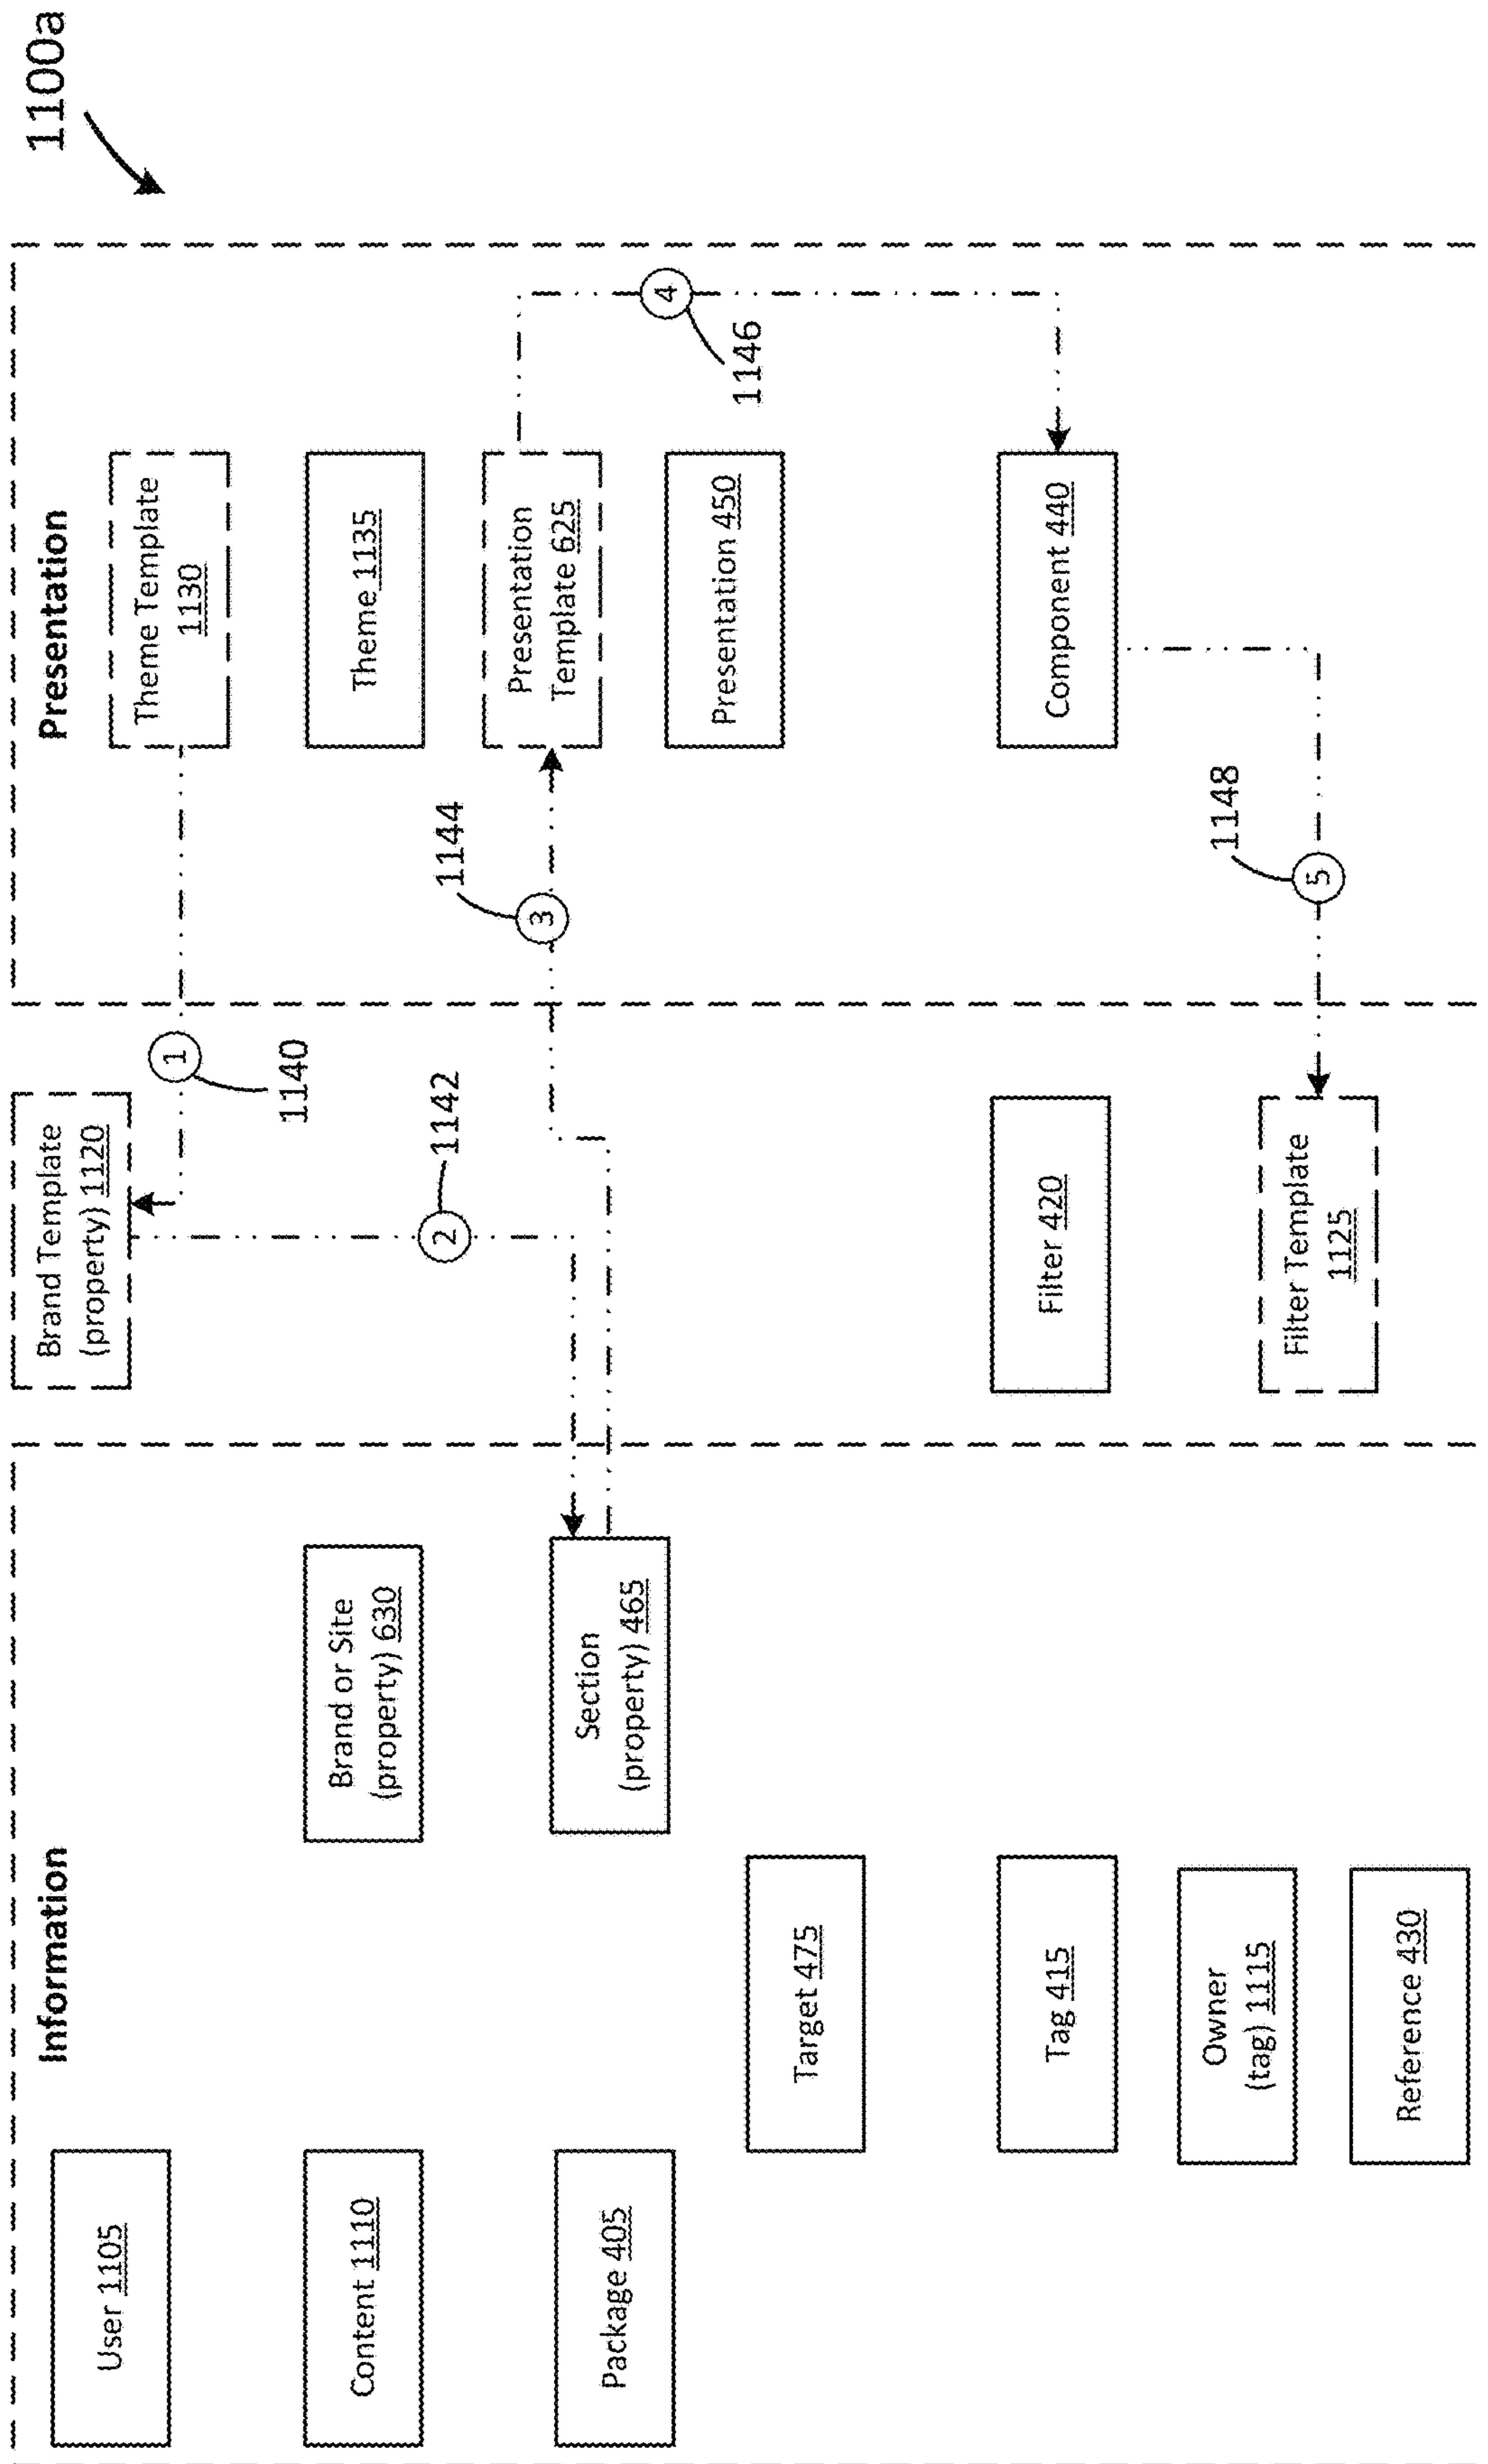 1100a
Information
Presentation
User 1105
Content 1110
Package 405
Brand or Site
(property) 630
Section
(property) 465
Target 475
Tag 415
Owner
(tag) 1115
Reference 430
Brand Template
(property) 1120
1
1140
2
1142
Filter 420
Filter Template
1125
Theme Template
1130
Theme 1135
Presentation
Template 625
Presentation 450
Component 440
3
1144
4
1146
5
1148